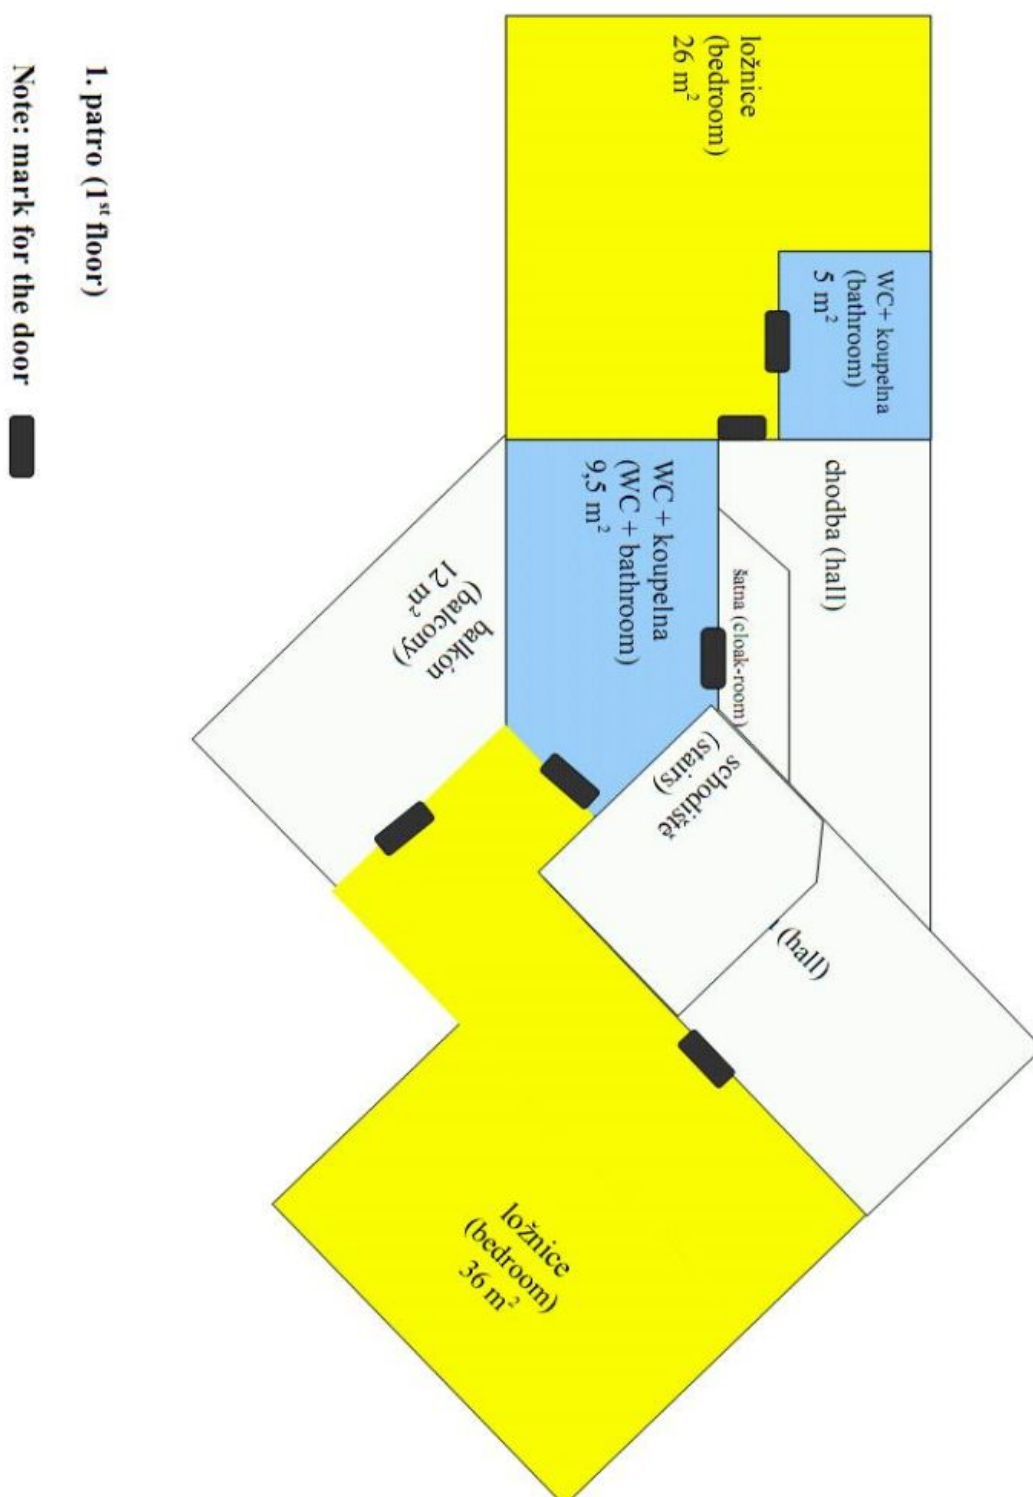 1. patro (1st floor)
Note: mark for the door
ložnice
(bedroom)
26 m²
WC+ koupelna
(bathroom)
5 m²
chodba (hall)
šatna (cloak-room)
WC + koupelna
(WC + bathroom)
9,5 m²
balkón
(balcony)
12 m²
schodiště
(stairs)
(hall)
ložnice
(bedroom)
36 m²